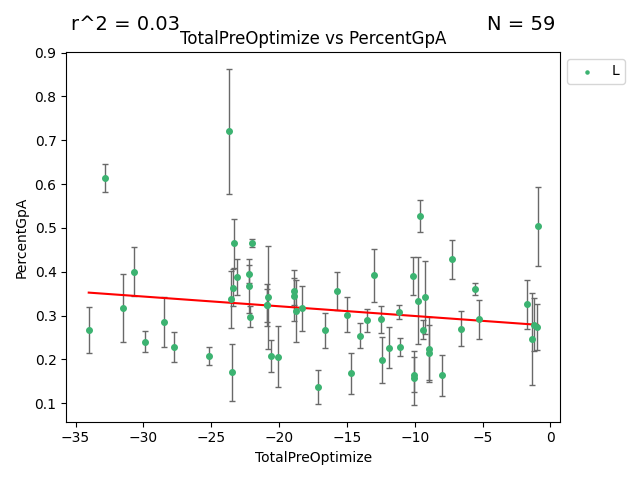 r^2 = 0.03
N = 59
TotalPreOptimize vs PercentGpA
L
0.9
0.8
0.7
0.6
0.5
0.4
0.3
0.2
0.1
PercentGpA
−35 −30 −25 −20 −15 −10 −5 0
TotalPreOptimize